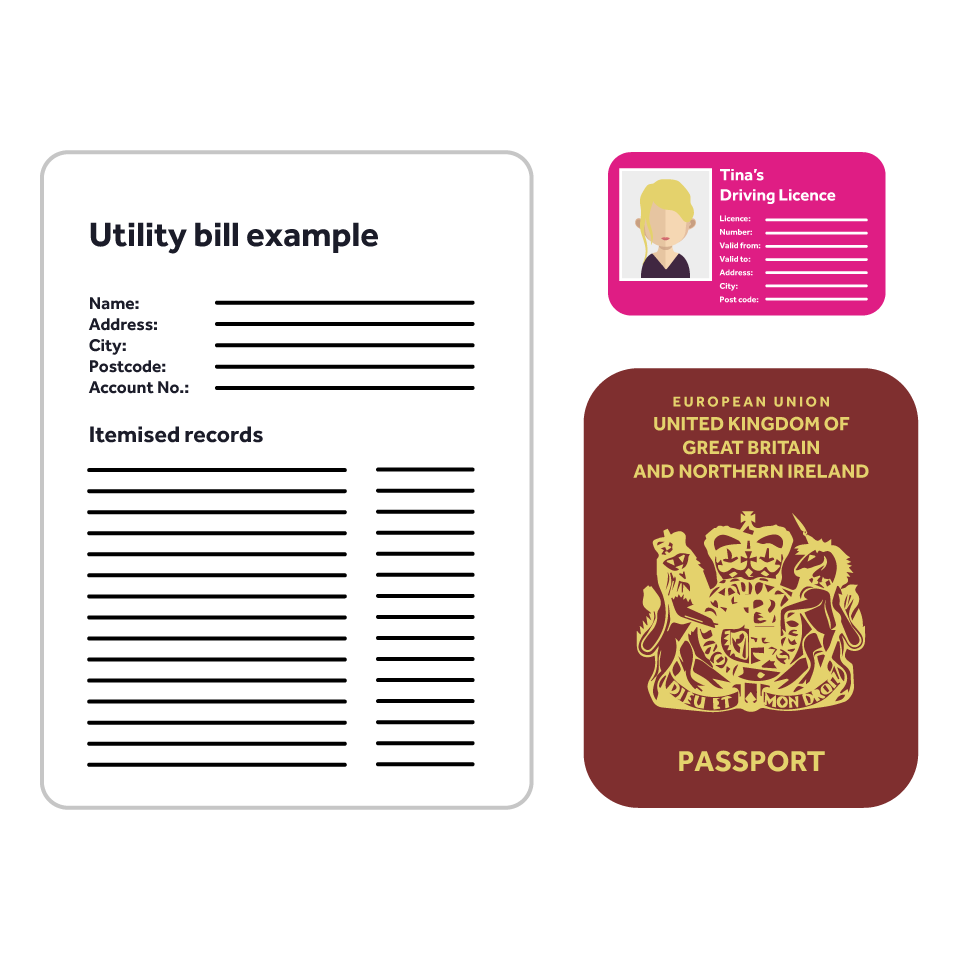 Utility bill example
Name:
Address:
City:
Postcode:
Account No.:
Itemised records
Tina's
Driving Licence
Licence:
Number:
Valid from:
Valid to:
Address:
City:
Post code:
EUROPEAN UNION
UNITED KINGDOM OF
GREAT BRITAIN
AND NORTHERN IRELAND
DIEU ET MON DROIT
PASSPORT